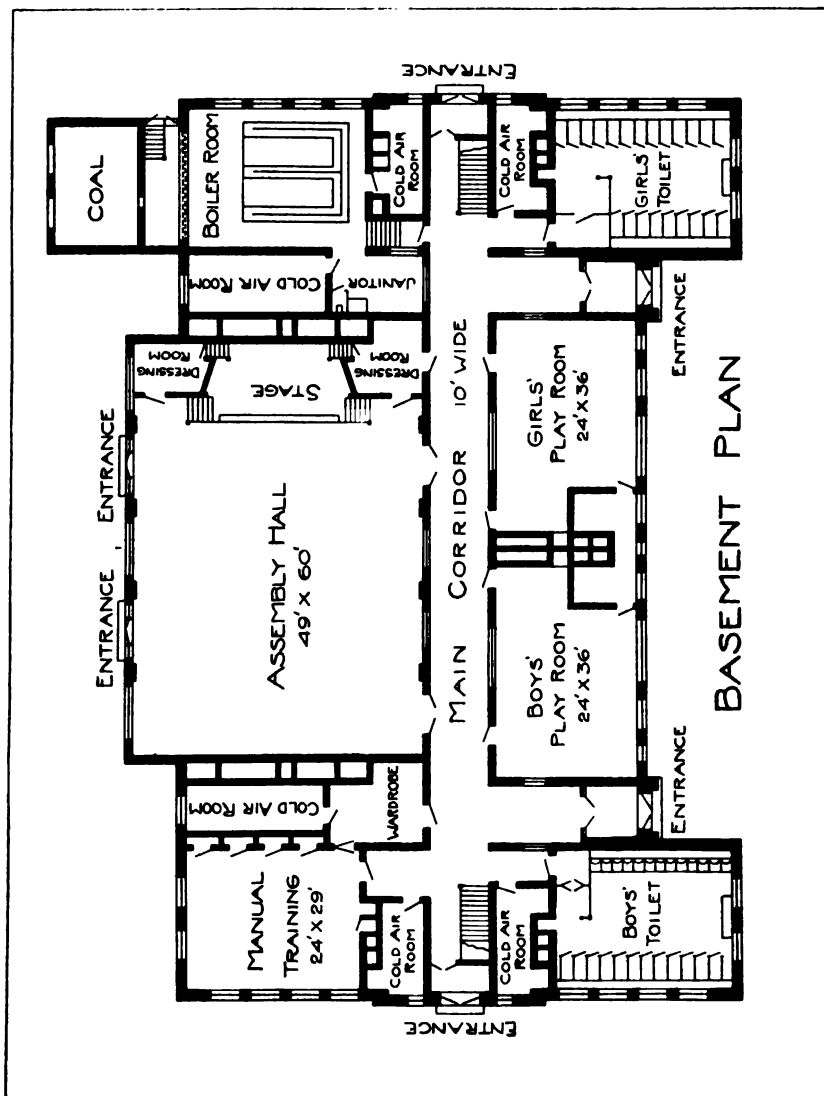 ENTRANCE
COAL
BOILER ROOM
COLD AIR
ROOM
COLD AIR
ROOM
GIRLS'
TOILET
COLD AIR ROOM
JANITOR
ENTRANCE
DRESSING
ROOM
STAGE
DRESSING
ROOM
10' WIDE
GIRLS'
PLAY ROOM
24' X 36'
ENTRANCE
ENTRANCE
ASSEMBLY HALL
49' X 60'
MAIN CORRIDOR
BOYS'
PLAY ROOM
24' X 36'
BASEMENT PLAN
COLD AIR ROOM
WARDROBE
ENTRANCE
MANUAL
TRAINING
24' X 29'
COLD AIR
ROOM
COLD AIR
ROOM
BOYS'
TOILET
ENTRANCE